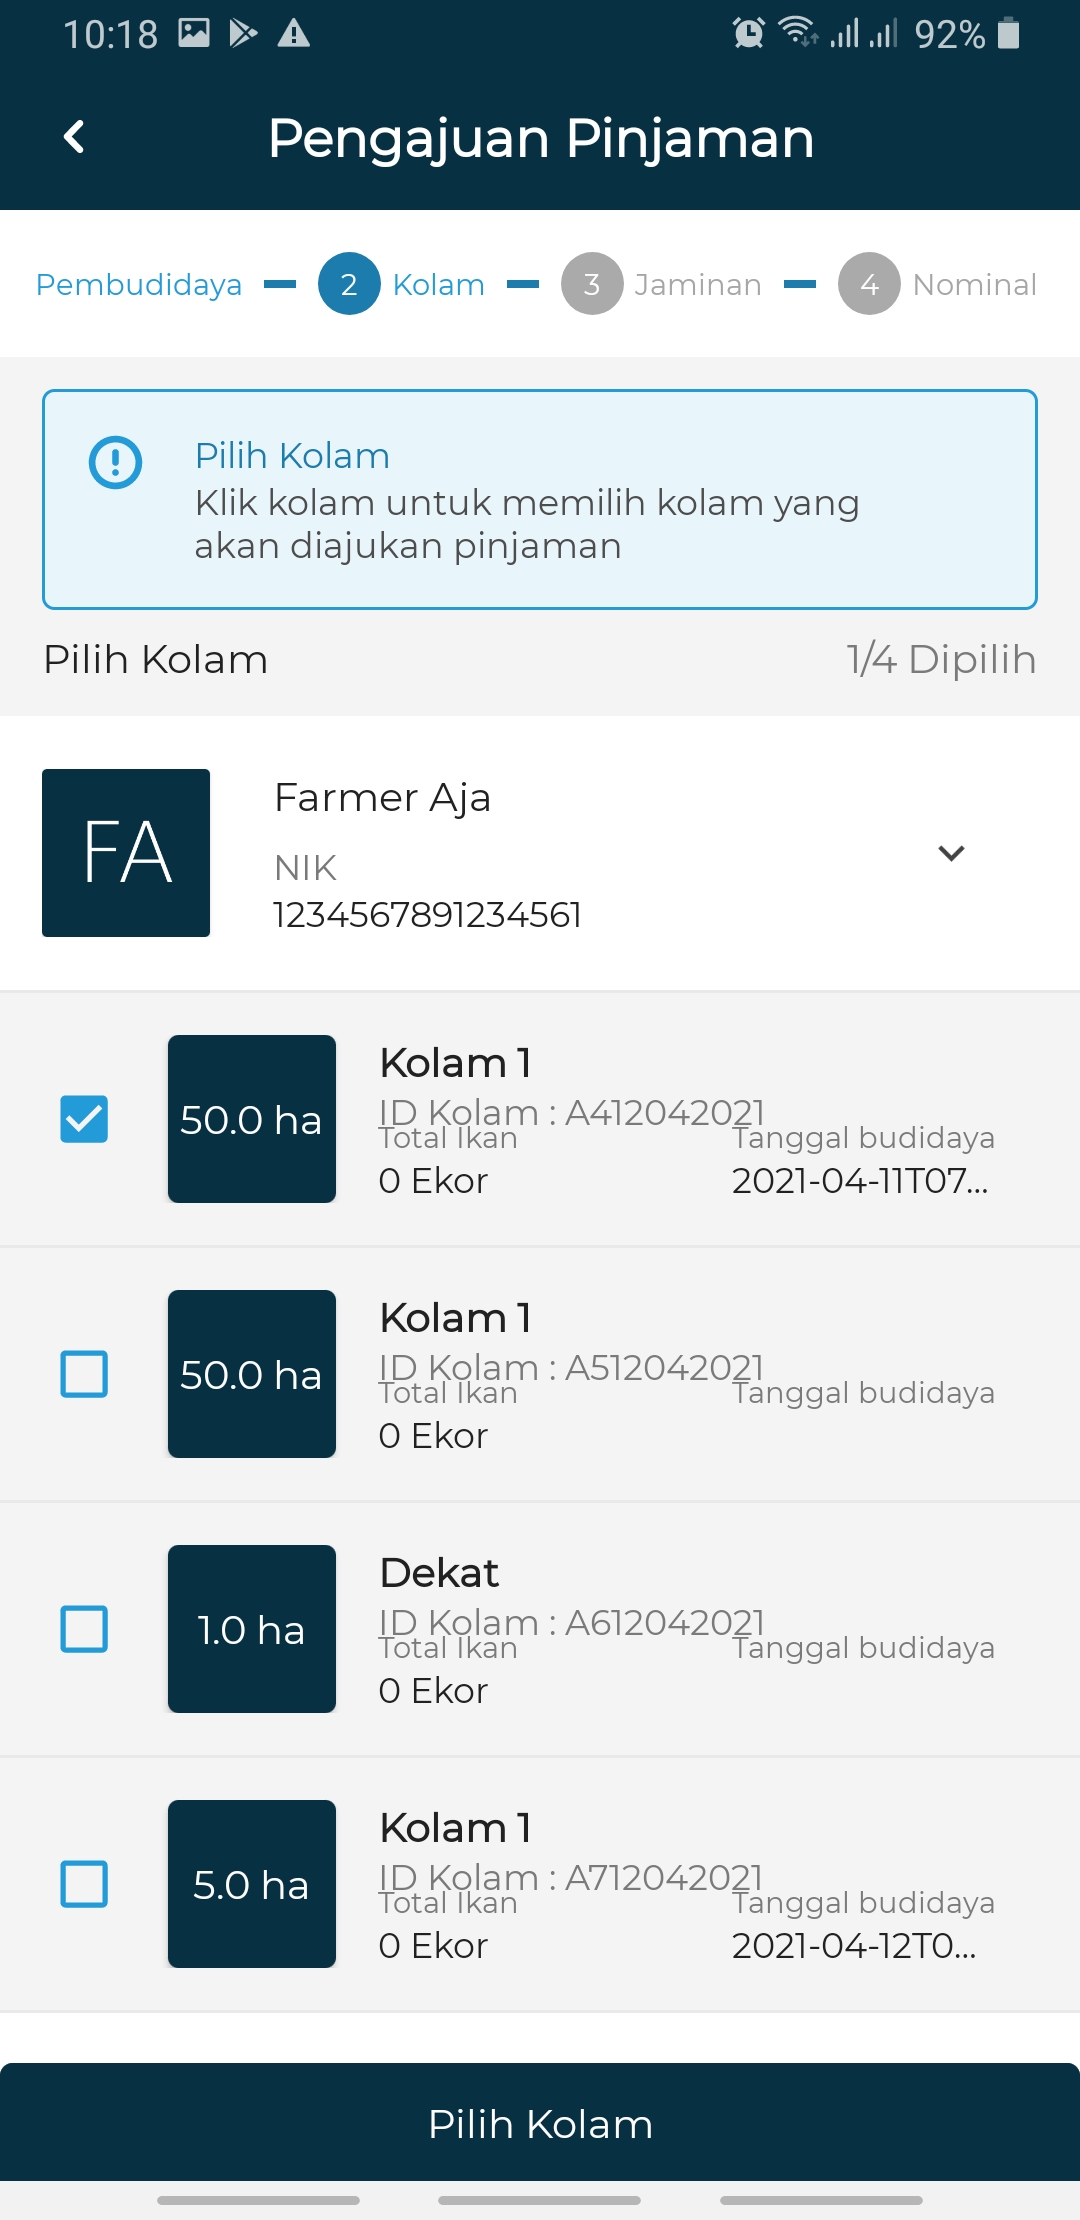 10:18 92%
Pengajuan Pinjaman
Pembudidaya 2 Kolam 3 Jaminan 4 Nominal
Pilih Kolam
Klik kolam untuk memilih kolam yang
akan diajukan pinjaman
Pilih Kolam 1/4 Dipilih
FA
Farmer Aja
NIK
1234567891234561
50.0 ha
Kolam 1
ID Kolam : A412042021
Total Ikan Tanggal budidaya
0 Ekor 2021-04-11T07...
50.0 ha
Kolam 1
ID Kolam : A512042021
Total Ikan Tanggal budidaya
0 Ekor
1.0 ha
Dekat
ID Kolam : A612042021
Total Ikan Tanggal budidaya
0 Ekor
5.0 ha
Kolam 1
ID Kolam : A712042021
Total Ikan Tanggal budidaya
0 Ekor 2021-04-12T0...
Pilih Kolam